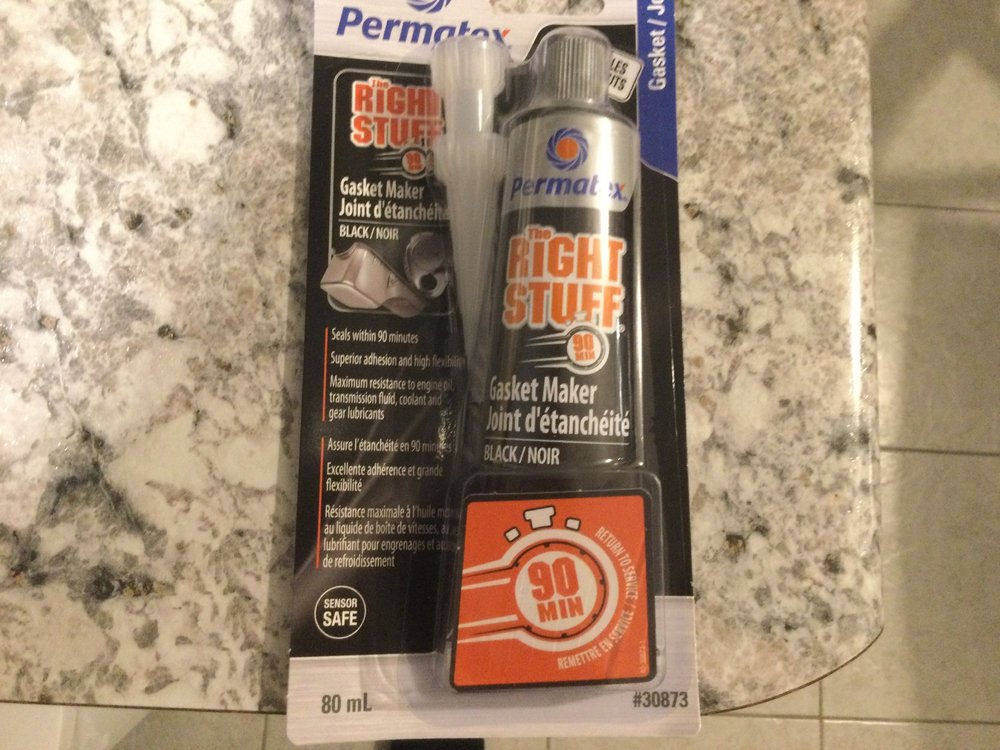 Permatex
Gasket / Jo
LES
UTS
The
RIGHT
STUFF
90
Gasket Maker
Joint d'étanchéité
BLACK / NOIR
Seals within 90 minutes
Superior adhesion and high flexibility
Maximum resistance to engine oil,
transmission fluid, coolant and
gear lubricants
Assure l'étanchéité en 90 minutes
Excellente adhérence et grande
flexibilité
Résistance maximale à l'huile
au liquide de boîte de vitesses,
lubrifiant pour engrenages et
de refroidissement
SENSOR
SAFE
80 mL
Permatex
The
RIGHT
STUFF
90
MIN
Gasket Maker
Joint d'étanchéité
BLACK / NOIR
90
MIN
RETURN TO SERVICE /
REMETTRE EN SERVICE
#30873